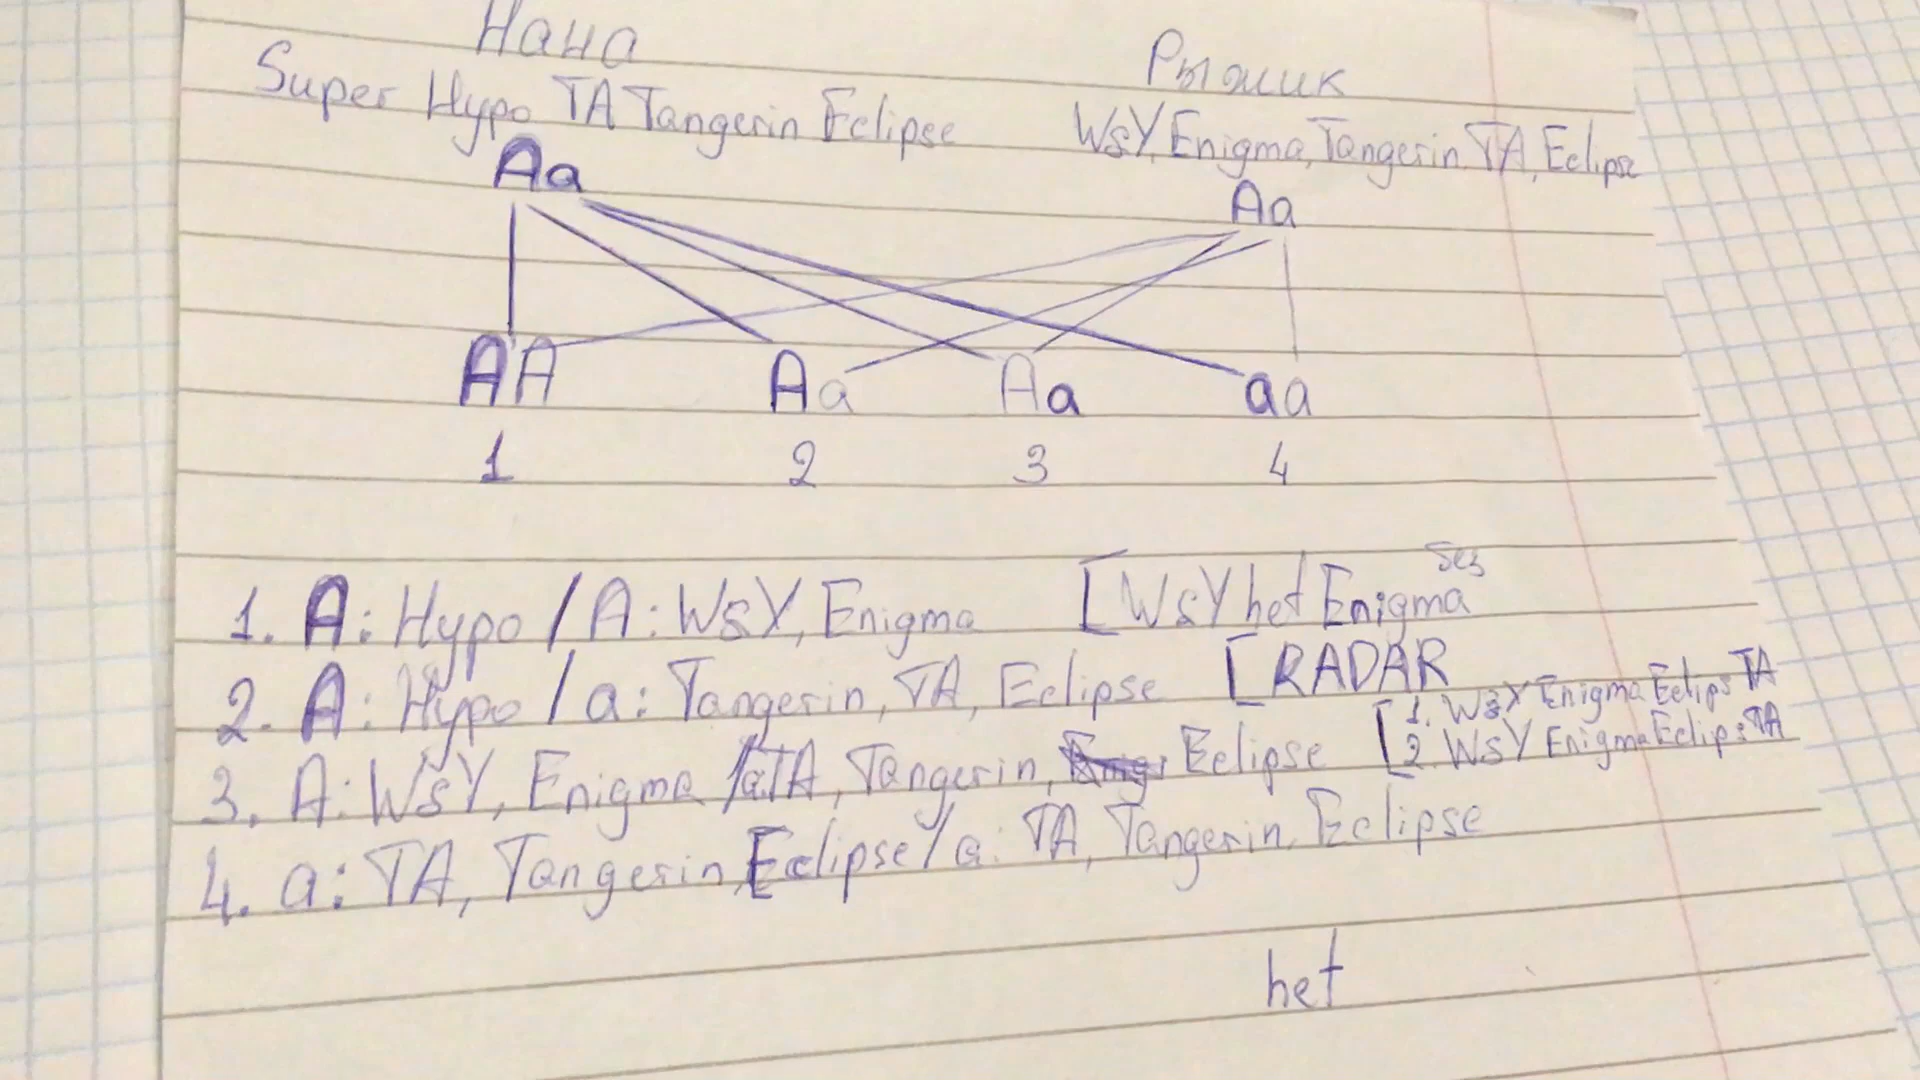 Нана Рыжик
Super Hypo TA Tangerin Eclipse WsY, Enigma, Tangerin, TA, Eclipse
Aa Aa
AA Aa Aa aa
1 2 3 4
без
1. A: Hypo / A: WsY, Enigma [WsY het Enigma
2. A: Hypo / a: Tangerin, TA, Eclipse [RADAR
[1. WsY Enigma Eclips TA
3. A: WsY, Enigma /a:TA, Tangerin, Eclipse 2. WsY Enigma Eclips TA
4. a: TA, Tangerin, Eclipse / a: TA, Tangerin, Eclipse
het